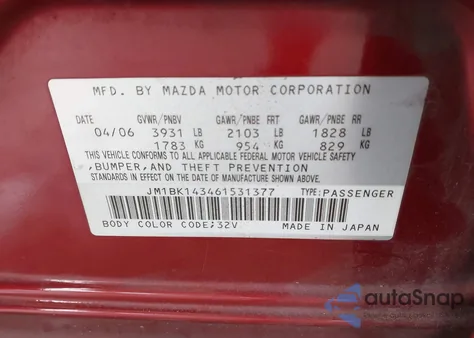 MFD. BY MAZDA MOTOR CORPORATION
GVWR/PNBV GAWR/PNBE FRT GAWR/PNBE RR
04/06 3931 LB 2103 LB 1828 LB
1783 KG 954 KG 829 KG
THIS VEHICLE CONFORMS TO ALL APPLICABLE FEDERAL MOTOR VEHICLE SAFETY
,BUMPER,AND THEFT PREVENTION
STANDARDS IN EFFECT ON THE DATE OF MANUFACTURE SHOWN ABOVE.
JM1BK143461531377 TYPE:PASSENGER
BODY COLOR CODE;32V MADE IN JAPAN
autoSnap